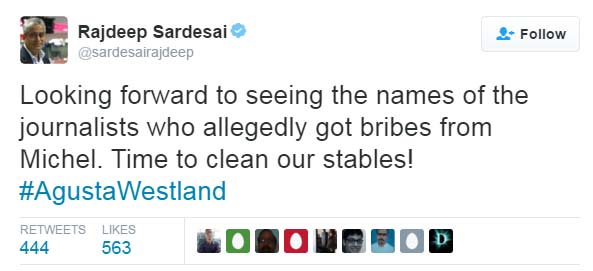 Rajdeep Sardesai
@sardesairajdeep
Follow
Looking forward to seeing the names of the
journalists who allegedly got bribes from
Michel. Time to clean our stables!
#AgustaWestland
RETWEETS LIKES
444 563